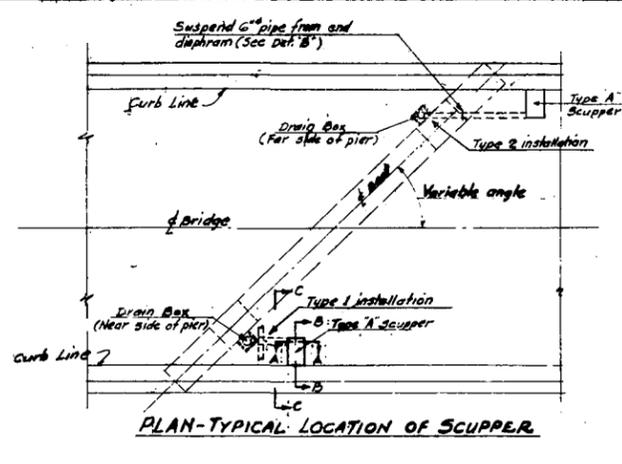 Suspend 6"ø pipe from end
diaphram (See Det. "B")
Curb Line
Type "A"
Scupper
Drain Box
(Far side of pier)
Type 2 installation
Variable angle
℄ Bridge
C
Drain Box
(Near side of pier)
Type 1 installation
B
Type "A" Scupper
Curb Line
B
C
PLAN-TYPICAL LOCATION OF SCUPPER